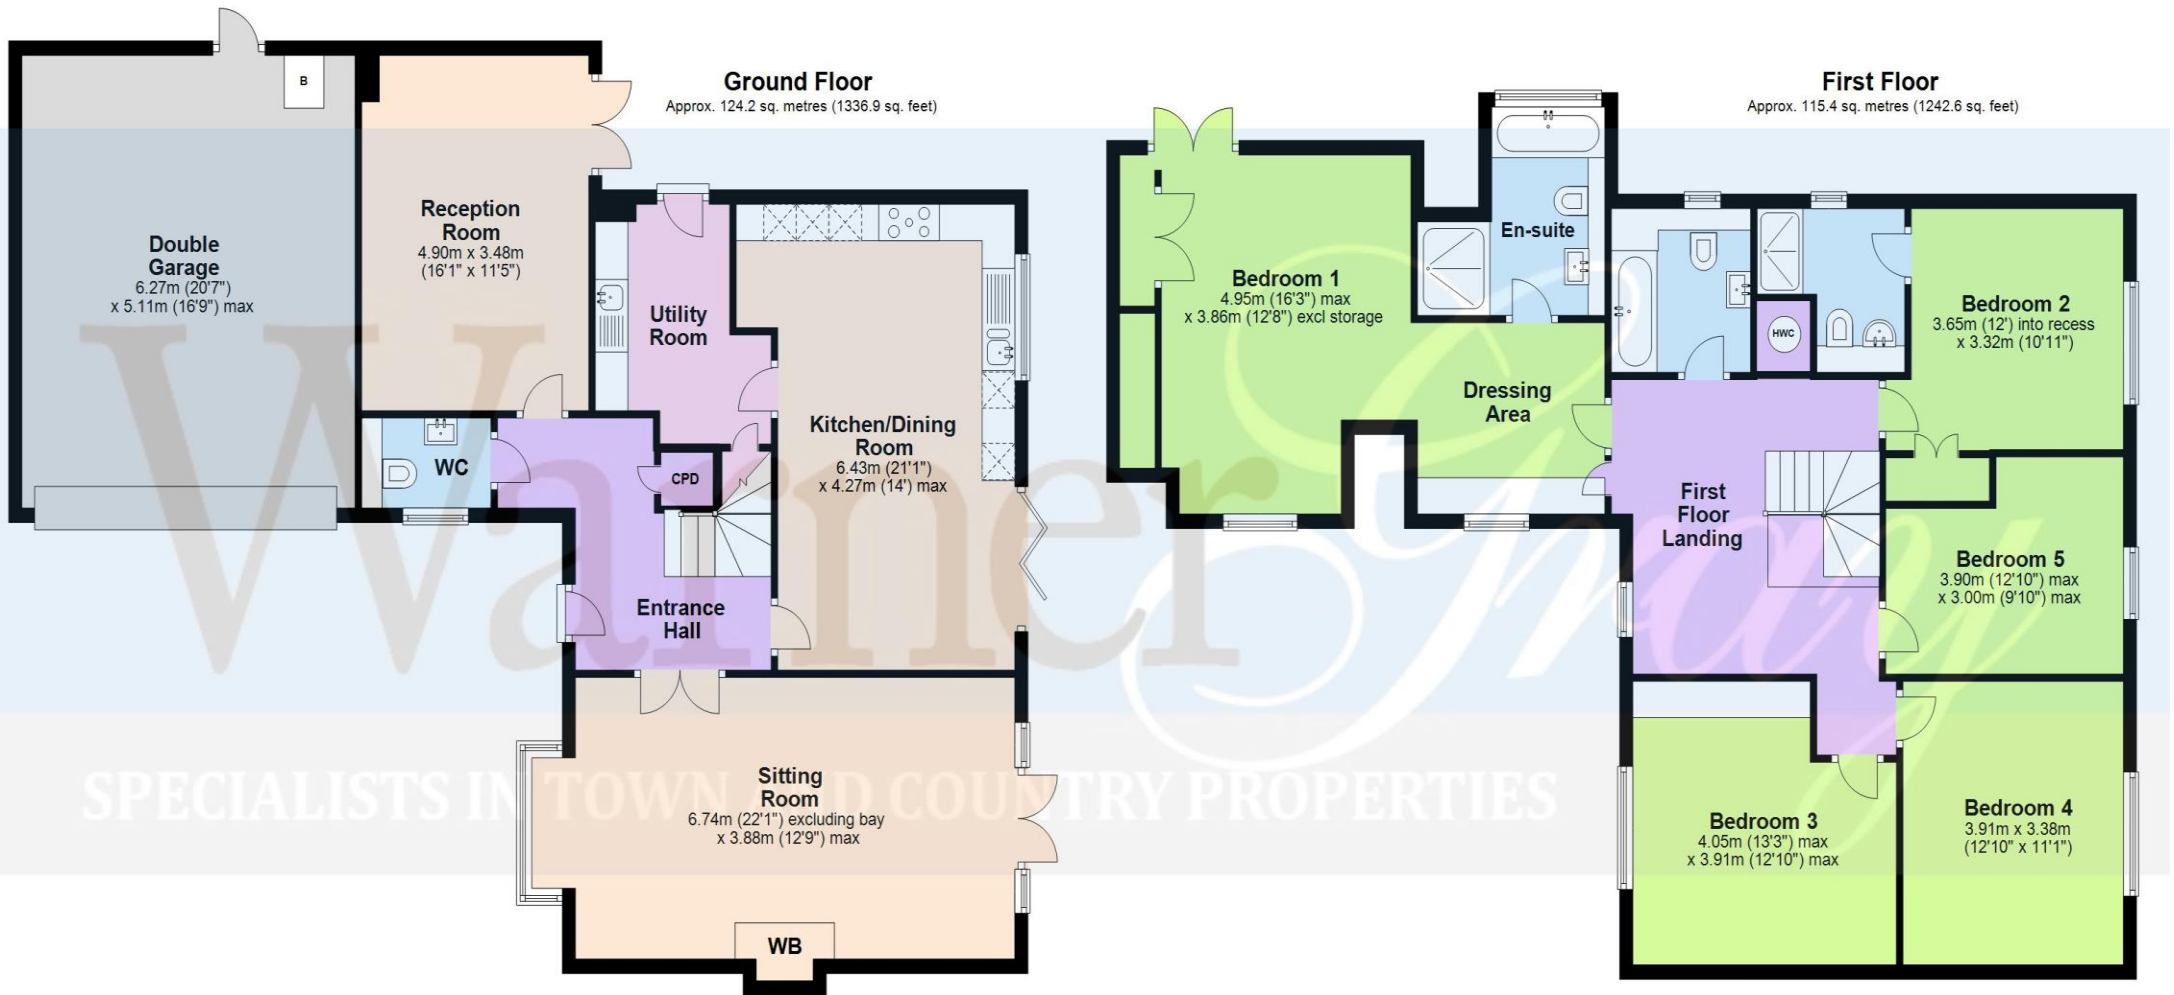 Ground Floor
Approx. 124.2 sq. metres (1336.9 sq. feet)
B
Double
Garage
6.27m (20'7")
x 5.11m (16'9") max
Reception
Room
4.90m x 3.48m
(16'1" x 11'5")
Utility
Room
Kitchen/Dining
Room
6.43m (21'1")
x 4.27m (14') max
WC
CPD
Entrance
Hall
Sitting
Room
6.74m (22'1") excluding bay
x 3.88m (12'9") max
WB
First Floor
Approx. 115.4 sq. metres (1242.6 sq. feet)
Bedroom 1
4.95m (16'3") max
x 3.86m (12'8") excl storage
En-suite
Dressing
Area
HWC
Bedroom 2
3.65m (12') into recess
x 3.32m (10'11")
First
Floor
Landing
Bedroom 5
3.90m (12'10") max
x 3.00m (9'10") max
Bedroom 3
4.05m (13'3") max
x 3.91m (12'10") max
Bedroom 4
3.91m x 3.38m
(12'10" x 11'1")
Warner Gray
SPECIALISTS IN TOWN AND COUNTRY PROPERTIES